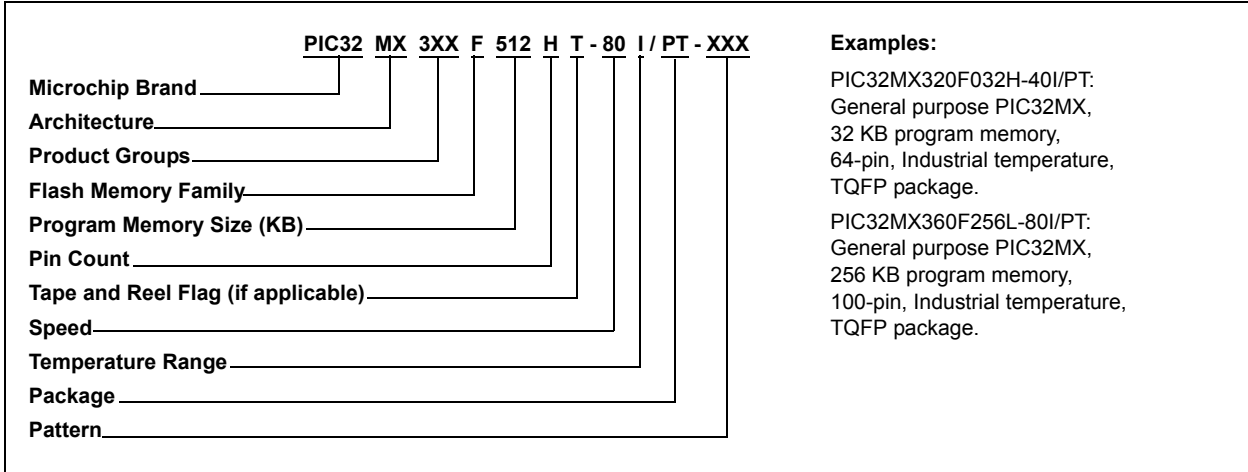 PIC32 MX 3XX F 512 H T - 80 I / PT - XXX
Microchip Brand
Architecture
Product Groups
Flash Memory Family
Program Memory Size (KB)
Pin Count
Tape and Reel Flag (if applicable)
Speed
Temperature Range
Package
Pattern
Examples:
PIC32MX320F032H-40I/PT:
General purpose PIC32MX,
32 KB program memory,
64-pin, Industrial temperature,
TQFP package.
PIC32MX360F256L-80I/PT:
General purpose PIC32MX,
256 KB program memory,
100-pin, Industrial temperature,
TQFP package.